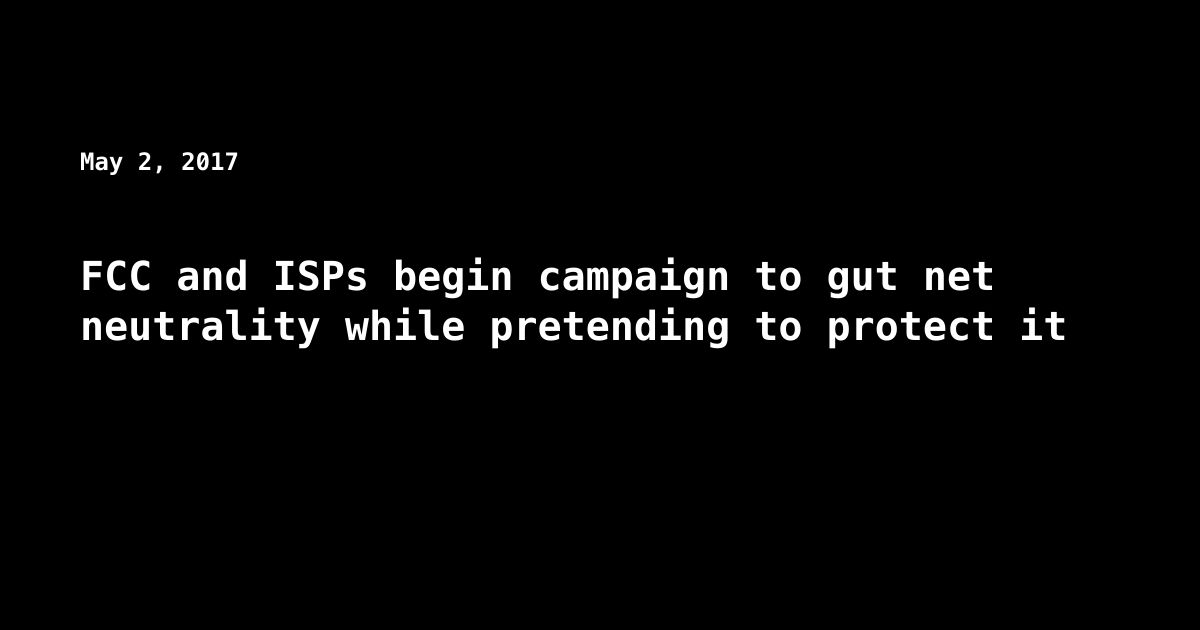 May 2, 2017
FCC and ISPs begin campaign to gut net
neutrality while pretending to protect it